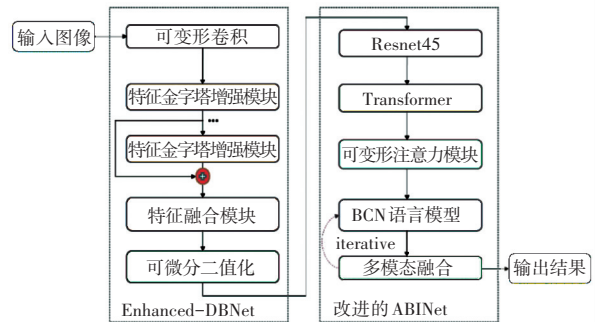 输入图像
可变形卷积
特征金字塔增强模块
...
特征金字塔增强模块
特征融合模块
可微分二值化
Enhanced-DBNet
Resnet45
Transformer
可变形注意力模块
BCN语言模型
iterative
多模态融合
输出结果
改进的ABINet